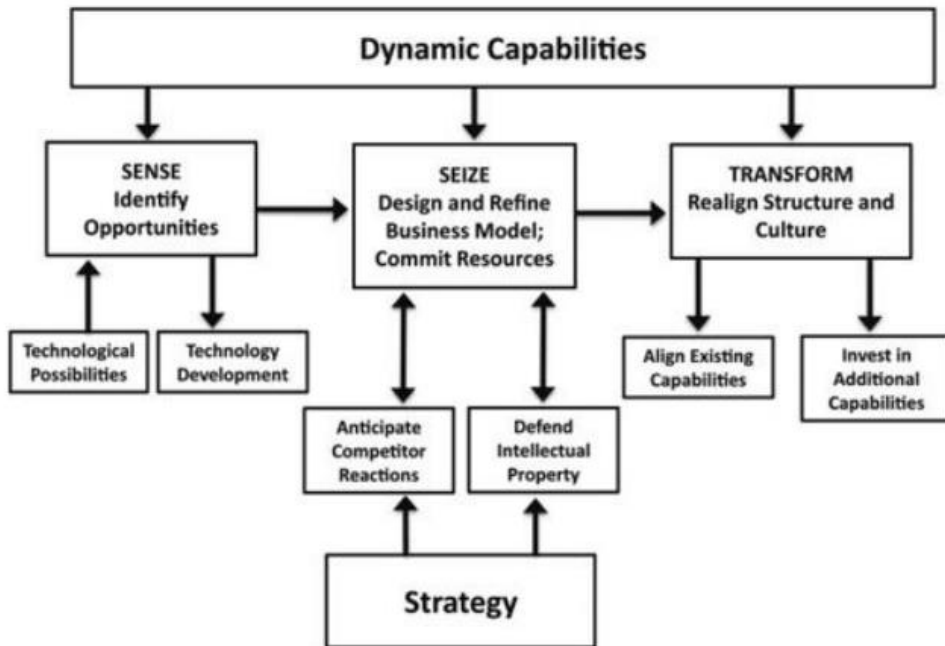 Dynamic Capabilities
SENSE
Identify
Opportunities
SEIZE
Design and Refine
Business Model;
Commit Resources
TRANSFORM
Realign Structure and
Culture
Technological
Possibilities
Technology
Development
Anticipate
Competitor
Reactions
Defend
Intellectual
Property
Align Existing
Capabilities
Invest in
Additional
Capabilities
Strategy